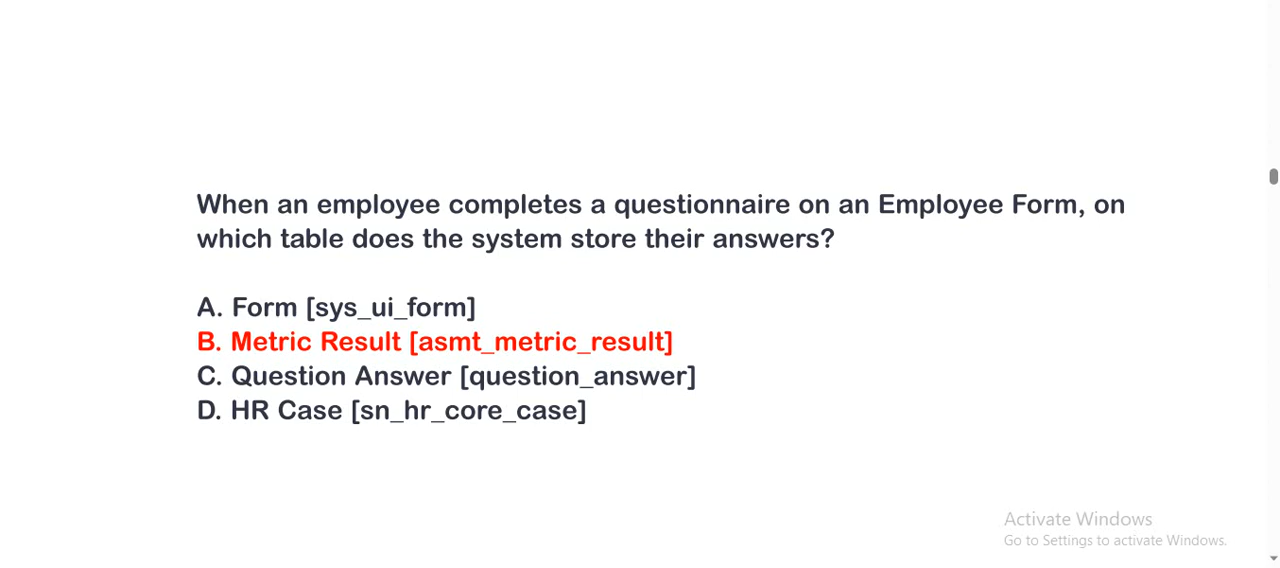 When an employee completes a questionnaire on an Employee Form, on
which table does the system store their answers?
A. Form [sys_ui_form]
B. Metric Result [asmt_metric_result]
C. Question Answer [question_answer]
D. HR Case [sn_hr_core_case]
Activate Windows
Go to Settings to activate Windows.